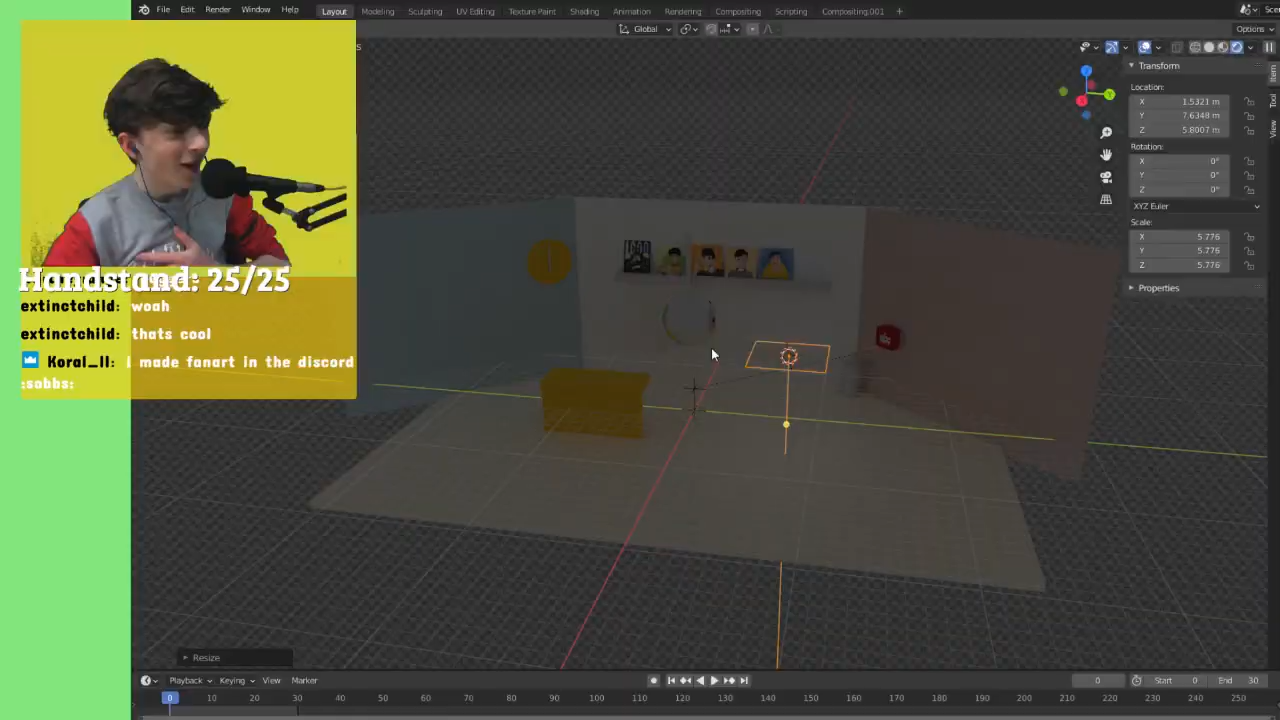 File Edit Render Window Help
Layout Modeling Sculpting UV Editing Texture Paint Shading Animation Rendering Compositing Scripting Compositing.001 +
Global
Options
Transform
Location:
X 1.5321 m
Y 7.6348 m
Z 5.8007 m
Rotation:
X 0°
Y 0°
Z 0°
XYZ Euler
Scale:
X 5.776
Y 5.776
Z 5.776
Properties
Item
Tool
View
Handstand: 25/25
extinctchild: woah
extinctchild: thats cool
Koral_II: I made fanart in the discord
:sobbs:
Resize
Playback Keying View Marker
0 Start 0 End 30
0 10 20 30 40 50 60 70 80 90 100 110 120 130 140 150 160 170 180 190 200 210 220 230 240 250